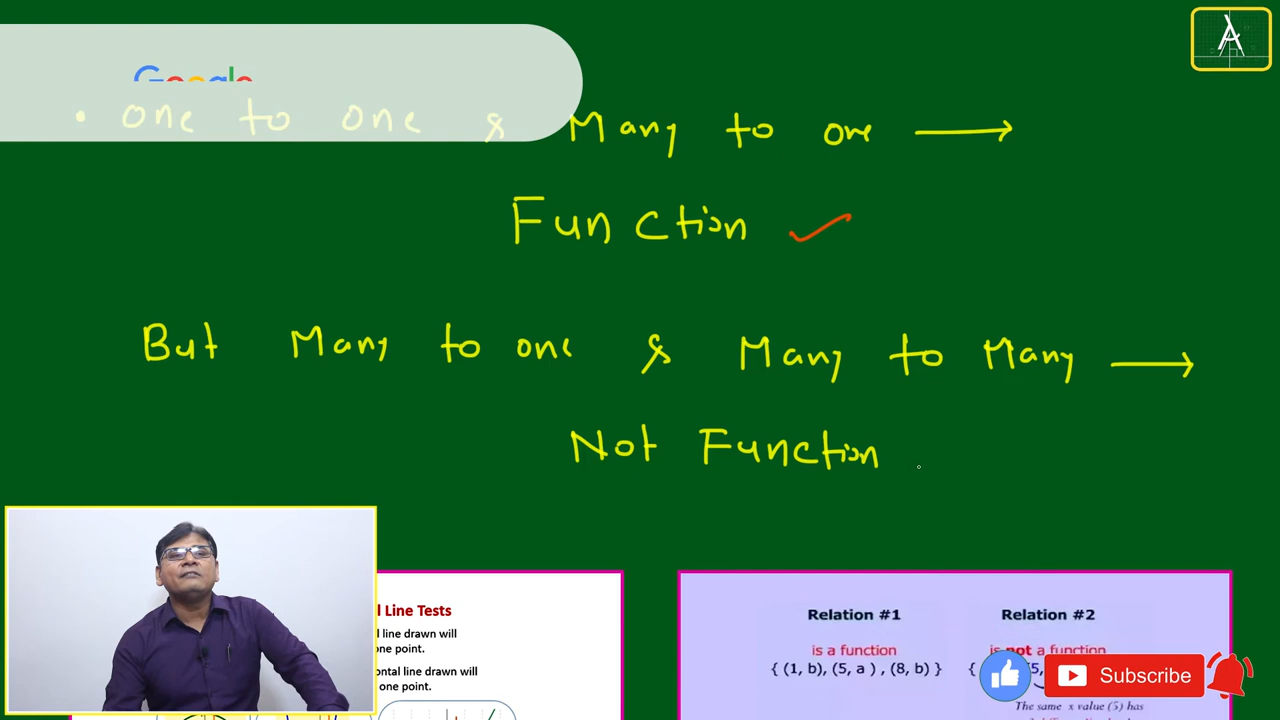 Google
• One to one & Many to one →
Function ✓
But Many to one & Many to Many →
Not Function
l Line Tests
l line drawn will
one point.
ontal line drawn will
one point.
Relation #1
is a function
{ (1, b), (5, a ) , (8, b) }
Relation #2
is not a function
{
The same x value (5) has
Subscribe